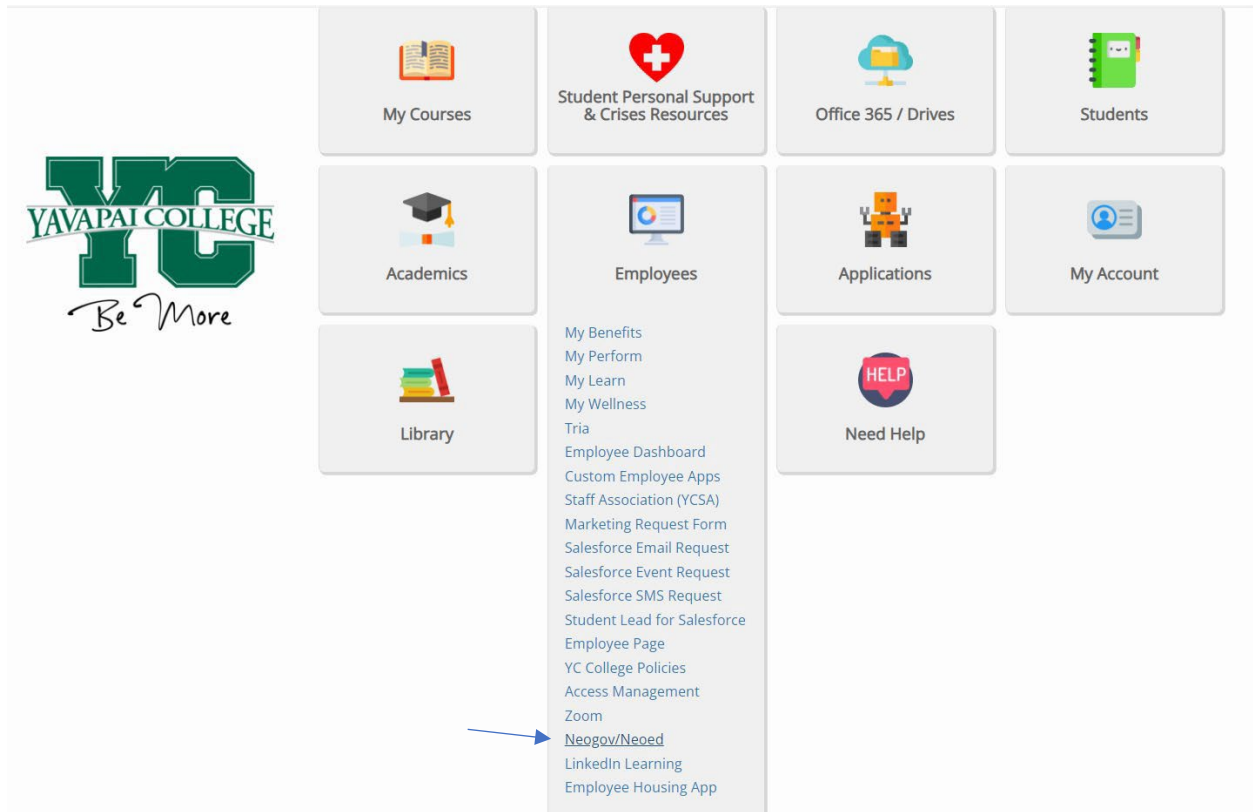 My Courses
Student Personal Support
& Crises Resources
Office 365 / Drives
Students
YC
YAVAPAI COLLEGE
Be More
Academics
Employees
Applications
My Account
My Benefits
My Perform
My Learn
My Wellness
Tria
Employee Dashboard
Custom Employee Apps
Staff Association (YCSA)
Marketing Request Form
Salesforce Email Request
Salesforce Event Request
Salesforce SMS Request
Student Lead for Salesforce
Employee Page
YC College Policies
Access Management
Zoom
Neogov/Neoed
LinkedIn Learning
Employee Housing App
Library
HELP
Need Help